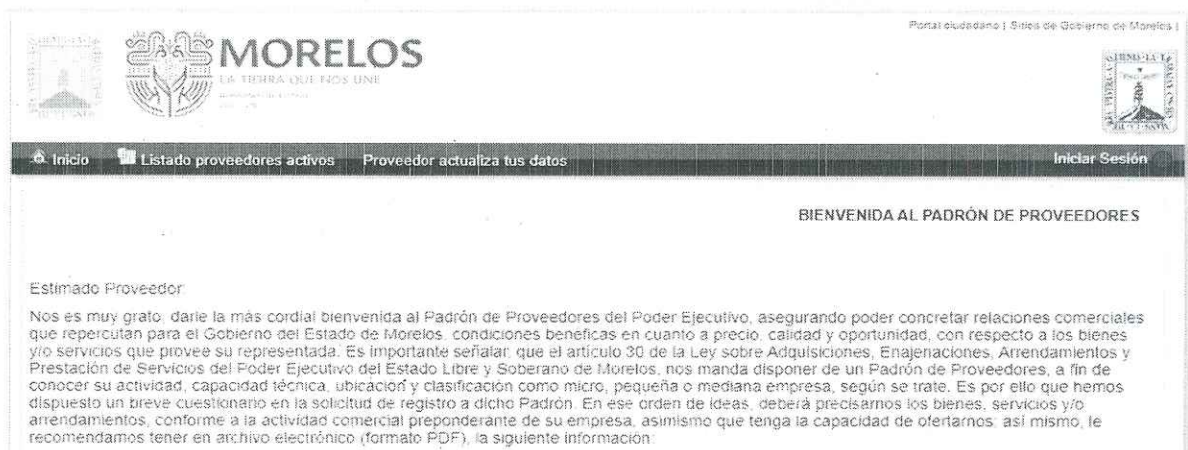 Portal ciudadano | Sitios de Gobierno de Morelos |
MORELOS
LA TIERRA QUE NOS UNE
Inicio Listado proveedores activos Proveedor actualiza tus datos Iniciar Sesión
BIENVENIDA AL PADRÓN DE PROVEEDORES
Estimado Proveedor
Nos es muy grato, darle la más cordial bienvenida al Padrón de Proveedores del Poder Ejecutivo, asegurando poder concretar relaciones comerciales
que repercutan para el Gobierno del Estado de Morelos, condiciones beneficas en cuanto a precio, calidad y oportunidad, con respecto a los bienes
y/o servicios que provee su representada. Es importante señalar, que el artículo 30 de la Ley sobre Adquisiciones, Enajenaciones, Arrendamientos y
Prestación de Servicios del Poder Ejecutivo del Estado Libre y Soberano de Morelos, nos manda disponer de un Padrón de Proveedores, a fin de
conocer su actividad, capacidad técnica, ubicación y clasificación como micro, pequeña o mediana empresa, según se trate. Es por ello que hemos
dispuesto un breve cuestionario en la solicitud de registro a dicho Padrón. En ese orden de ideas, deberá precisarnos los bienes, servicios y/o
arrendamientos, conforme a la actividad comercial preponderante de su empresa, asimismo que tenga la capacidad de ofertarnos, así mismo, le
recomendamos tener en archivo electrónico (formato PDF), la siguiente información: